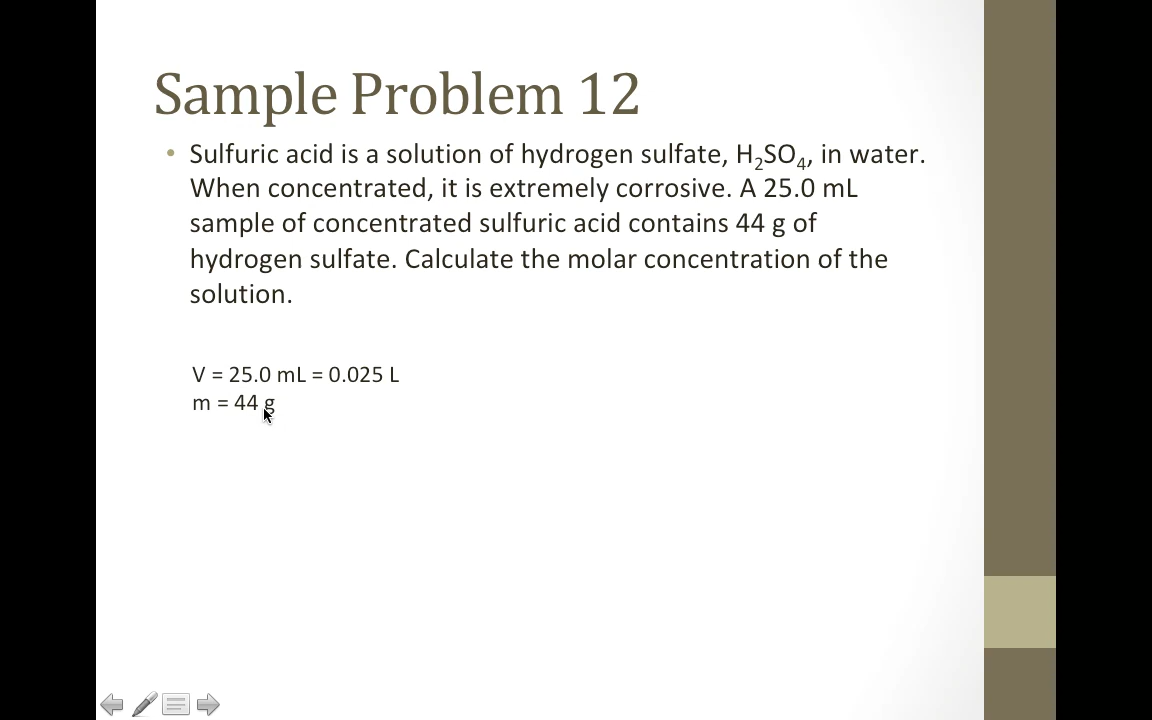 Sample Problem 12
• Sulfuric acid is a solution of hydrogen sulfate, H₂SO₄, in water.
When concentrated, it is extremely corrosive. A 25.0 mL
sample of concentrated sulfuric acid contains 44 g of
hydrogen sulfate. Calculate the molar concentration of the
solution.
V = 25.0 mL = 0.025 L
m = 44 g